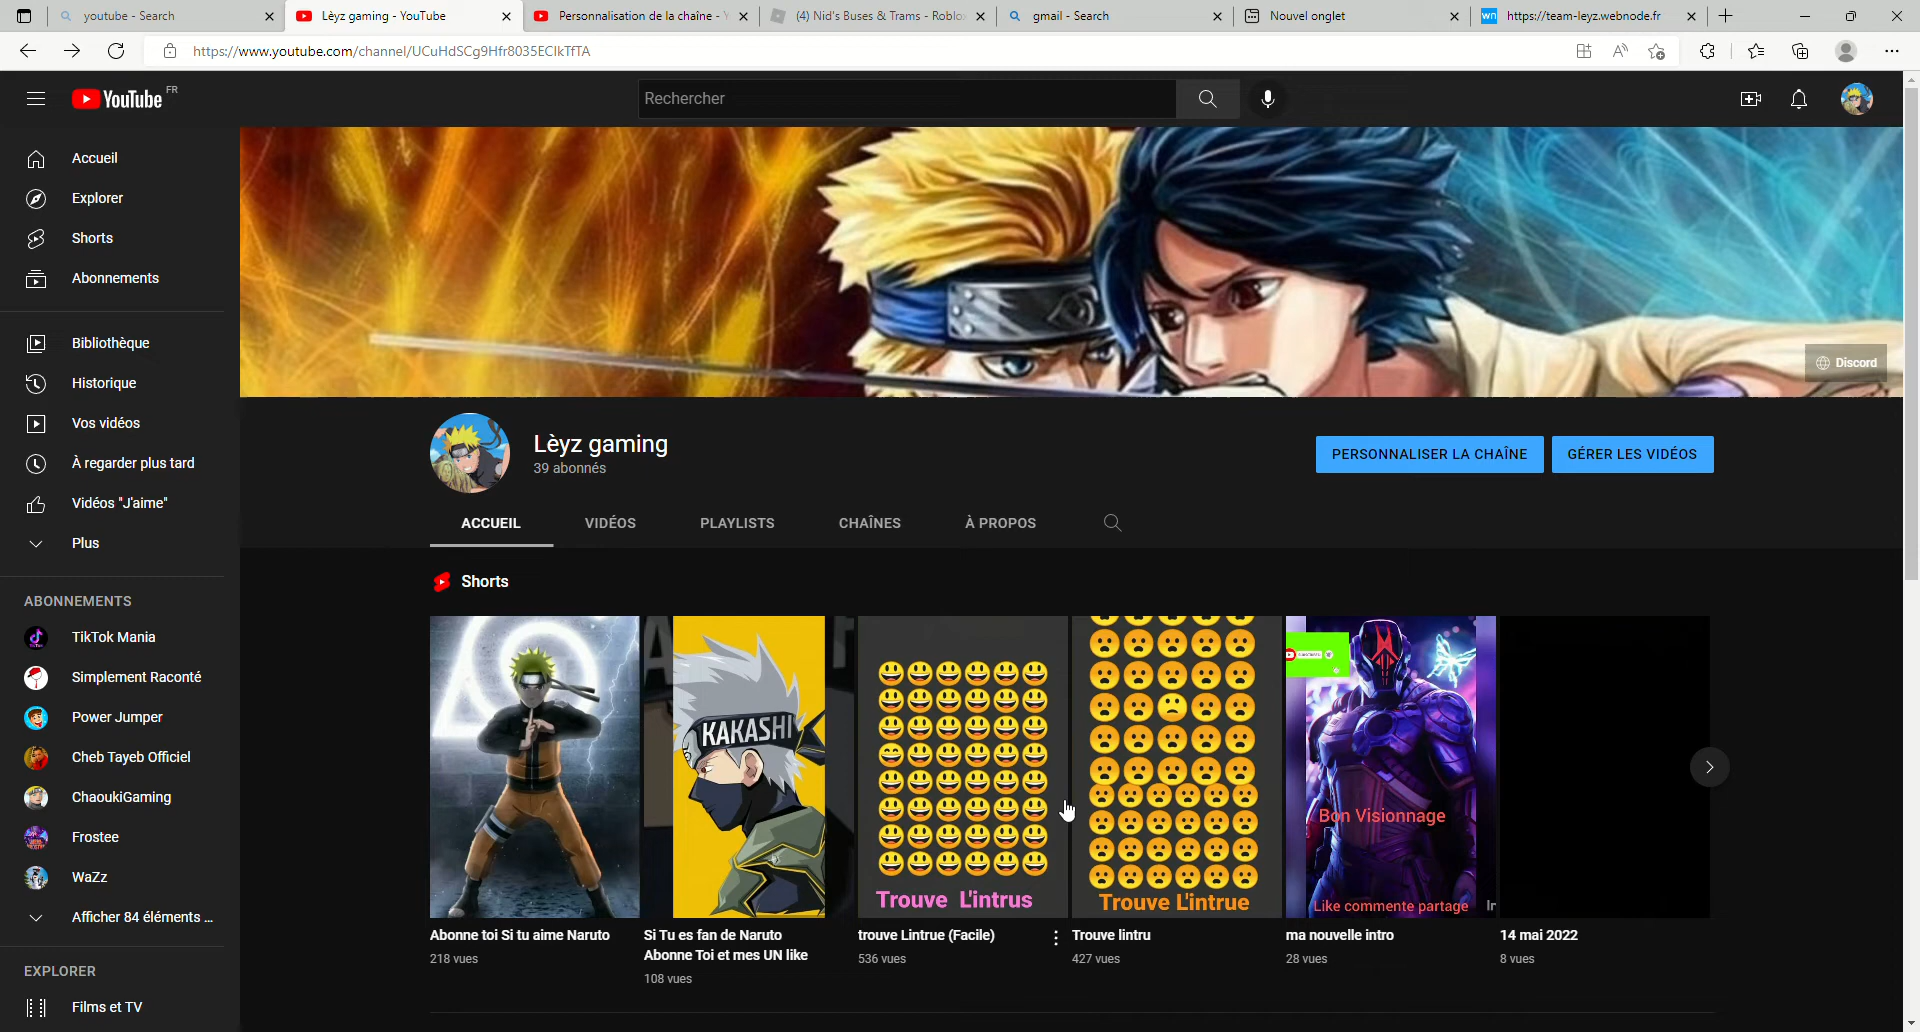 youtube - Search
Lèyz gaming - YouTube
Personnalisation de la chaîne -
(4) Nid's Buses & Trams - Roblo
gmail - Search
Nouvel onglet
wn https://team-leyz.webnode.fr
https://www.youtube.com/channel/UCuHdSCg9Hfr8035ECIkTfTA
YouTube FR
Rechercher
Accueil
Explorer
Shorts
Abonnements
Bibliothèque
Historique
Vos vidéos
À regarder plus tard
Vidéos "J'aime"
Plus
ABONNEMENTS
TikTok Mania
Simplement Raconté
Power Jumper
Cheb Tayeb Officiel
ChaoukiGaming
Frostee
WaZz
Afficher 84 éléments ...
EXPLORER
Films et TV
Discord
Lèyz gaming
39 abonnés
PERSONNALISER LA CHAÎNE
GÉRER LES VIDÉOS
ACCUEIL
VIDÉOS
PLAYLISTS
CHAÎNES
À PROPOS
Shorts
KAKASHI
Trouve L'intrus
Trouve L'intrue
Bon Visionnage
Like commente partage
Abonne toi Si tu aime Naruto
218 vues
Si Tu es fan de Naruto
Abonne Toi et mes UN like
108 vues
trouve Lintrue (Facile)
536 vues
Trouve lintru
427 vues
ma nouvelle intro
28 vues
14 mai 2022
8 vues